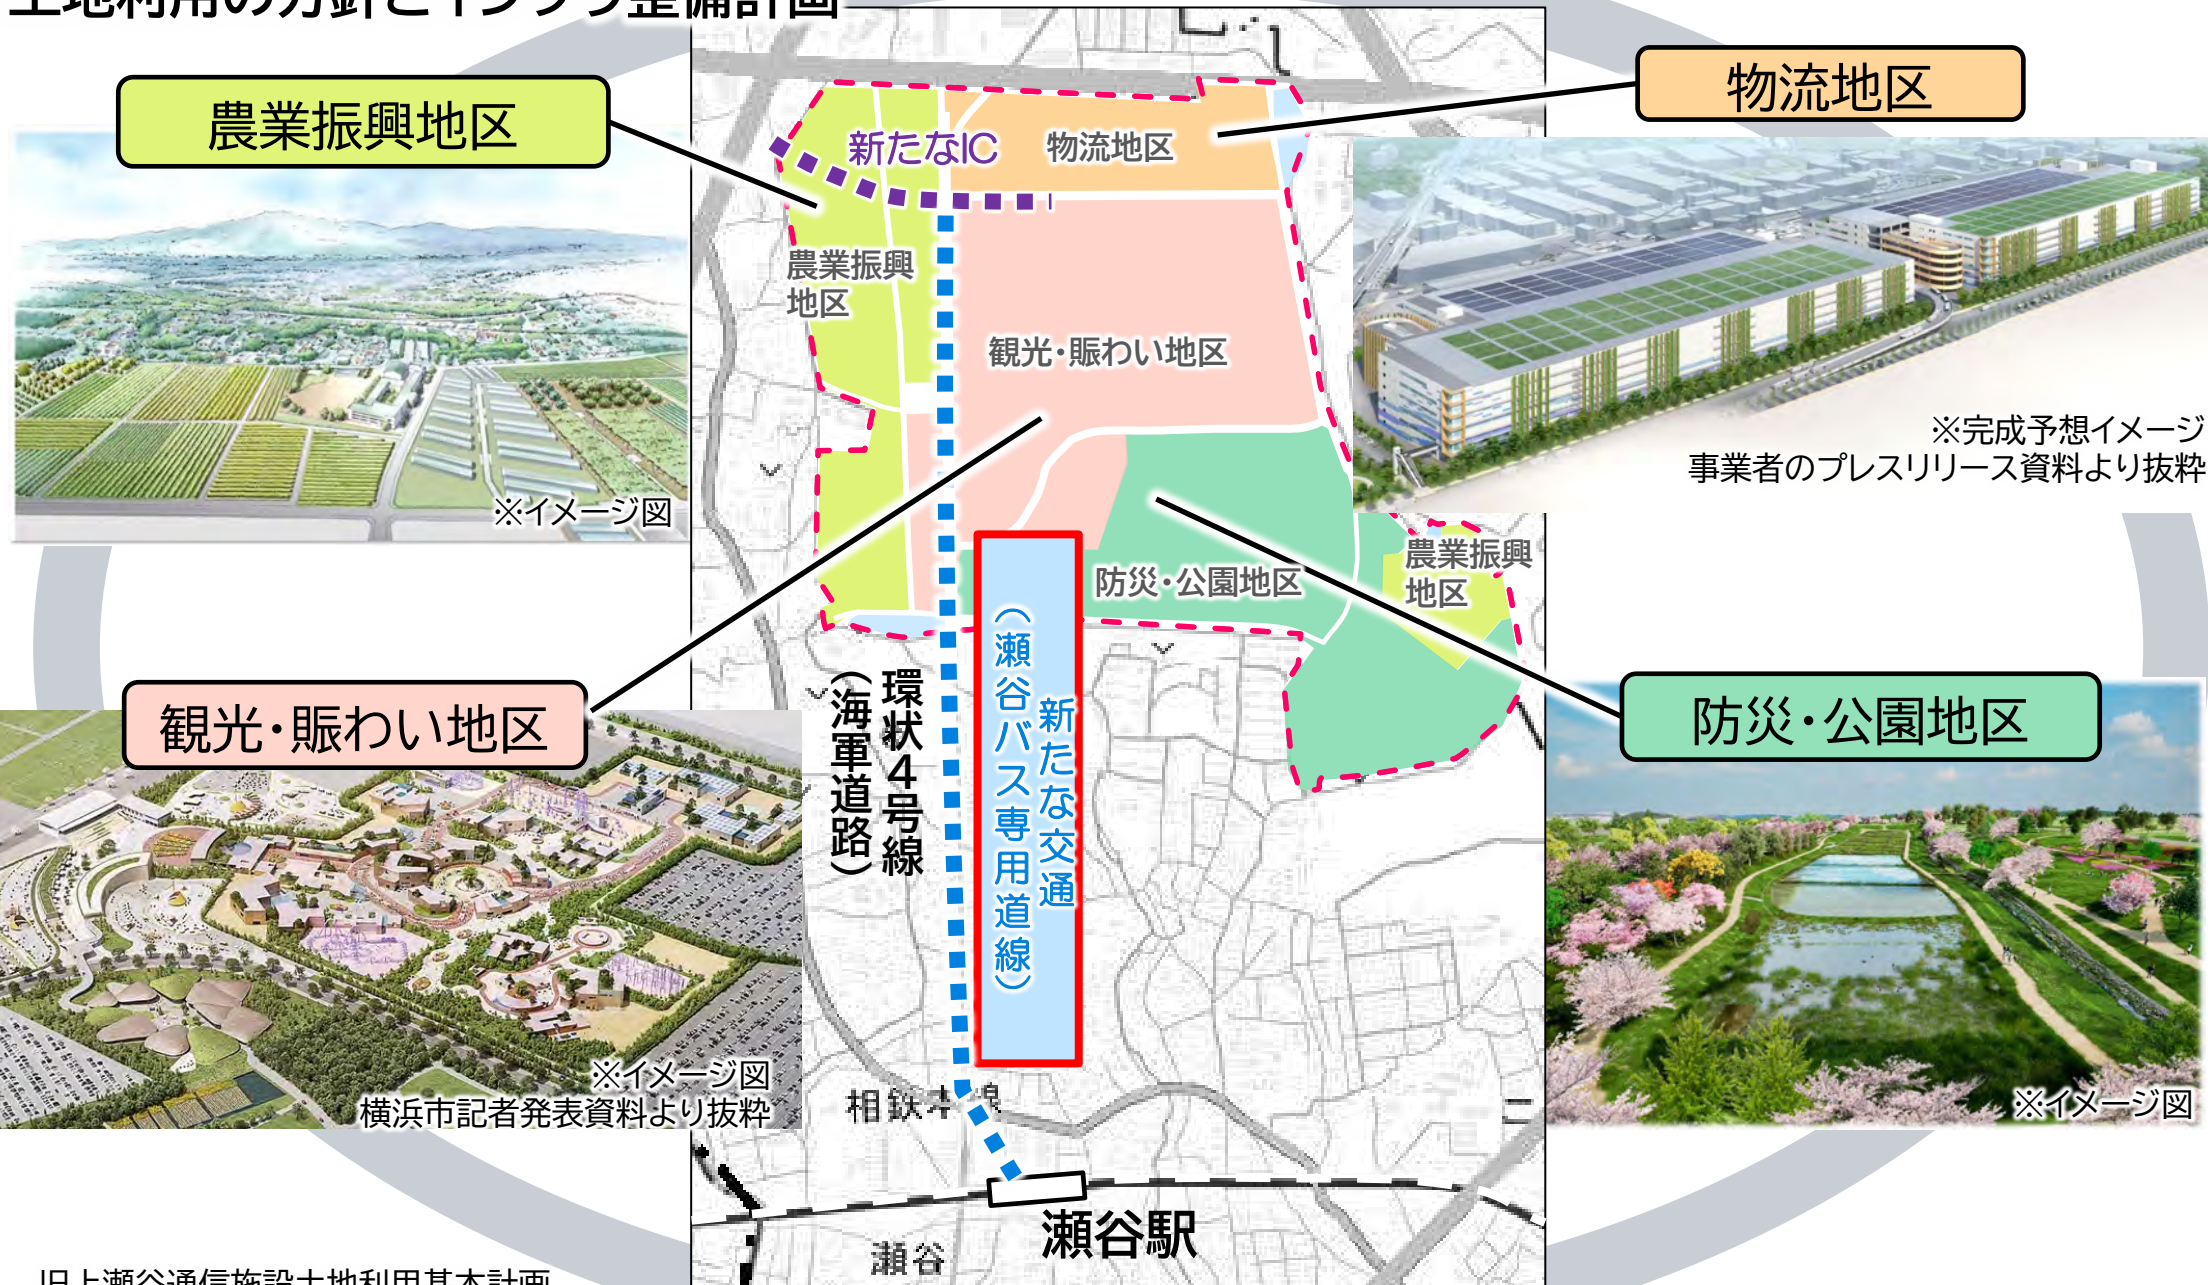 土地利用の方針とインフラ整備計画
農業振興地区
物流地区
新たなIC
物流地区
農業振興
地区
観光・賑わい地区
※イメージ図
※完成予想イメージ
事業者のプレスリリース資料より抜粋
防災・公園地区
農業振興
地区
観光・賑わい地区
防災・公園地区
環状4号線
(海軍道路)
新たな交通
(瀬谷バス専用道線)
※イメージ図
横浜市記者発表資料より抜粋
※イメージ図
相鉄本線
瀬谷駅
瀬谷
旧上瀬谷通信施設土地利用基本計画